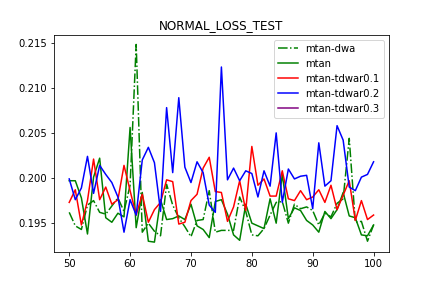 NORMAL_LOSS_TEST
0.215
0.210
0.205
0.200
0.195
mtan-dwa
mtan
mtan-tdwar0.1
mtan-tdwar0.2
mtan-tdwar0.3
50 60 70 80 90 100